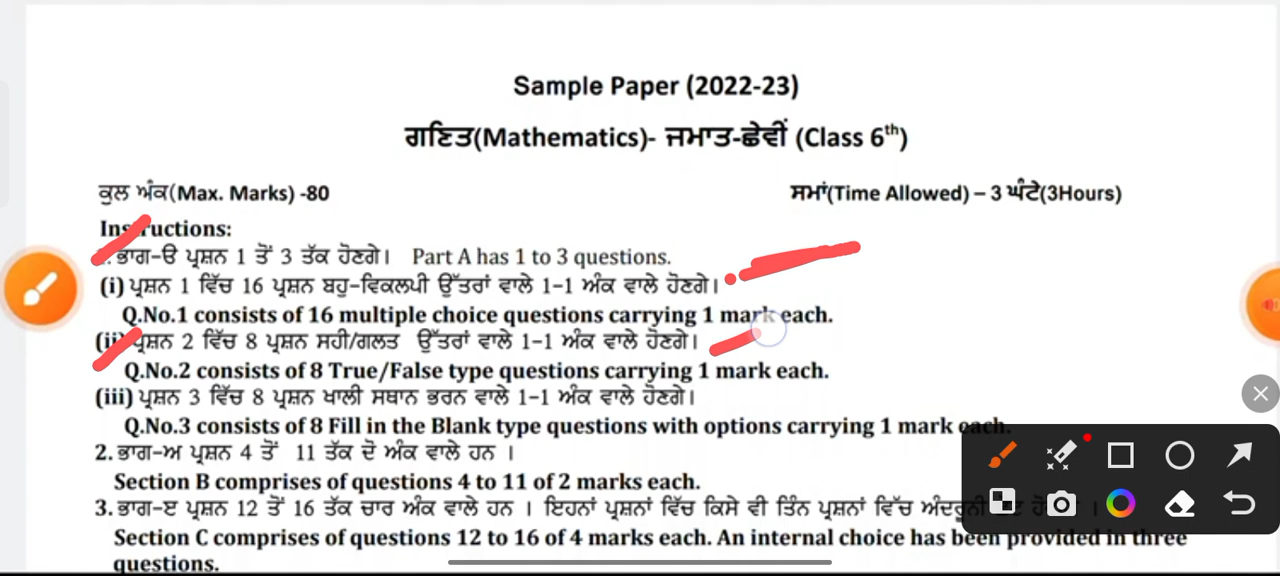 Sample Paper (2022-23)
ਗਣਿਤ(Mathematics)- ਜਮਾਤ-ਛੇਵੀਂ (Class 6th)
ਕੁਲ ਅੰਕ(Max. Marks) -80 ਸਮਾਂ(Time Allowed) – 3 ਘੰਟੇ(3Hours)
Instructions:
ਭਾਗ-ੳ ਪ੍ਰਸ਼ਨ 1 ਤੋਂ 3 ਤੱਕ ਹੋਣਗੇ। Part A has 1 to 3 questions.
(i) ਪ੍ਰਸ਼ਨ 1 ਵਿੱਚ 16 ਪ੍ਰਸ਼ਨ ਬਹੁ-ਵਿਕਲਪੀ ਉੱਤਰਾਂ ਵਾਲੇ 1-1 ਅੰਕ ਵਾਲੇ ਹੋਣਗੇ।
Q.No.1 consists of 16 multiple choice questions carrying 1 mark each.
(ii) ਪ੍ਰਸ਼ਨ 2 ਵਿੱਚ 8 ਪ੍ਰਸ਼ਨ ਸਹੀ/ਗਲਤ ਉੱਤਰਾਂ ਵਾਲੇ 1-1 ਅੰਕ ਵਾਲੇ ਹੋਣਗੇ।
Q.No.2 consists of 8 True/False type questions carrying 1 mark each.
(iii) ਪ੍ਰਸ਼ਨ 3 ਵਿੱਚ 8 ਪ੍ਰਸ਼ਨ ਖਾਲੀ ਸਥਾਨ ਭਰਨ ਵਾਲੇ 1-1 ਅੰਕ ਵਾਲੇ ਹੋਣਗੇ।
Q.No.3 consists of 8 Fill in the Blank type questions with options carrying 1 mark each.
2. ਭਾਗ-ਅ ਪ੍ਰਸ਼ਨ 4 ਤੋਂ 11 ਤੱਕ ਦੋ ਅੰਕ ਵਾਲੇ ਹਨ ।
Section B comprises of questions 4 to 11 of 2 marks each.
3. ਭਾਗ-ੲ ਪ੍ਰਸ਼ਨ 12 ਤੋਂ 16 ਤੱਕ ਚਾਰ ਅੰਕ ਵਾਲੇ ਹਨ । ਇਹਨਾਂ ਪ੍ਰਸ਼ਨਾਂ ਵਿੱਚ ਕਿਸੇ ਵੀ ਤਿੰਨ ਪ੍ਰਸ਼ਨਾਂ ਵਿੱਚ
Section C comprises of questions 12 to 16 of 4 marks each. An internal choice has been provided in three
questions.